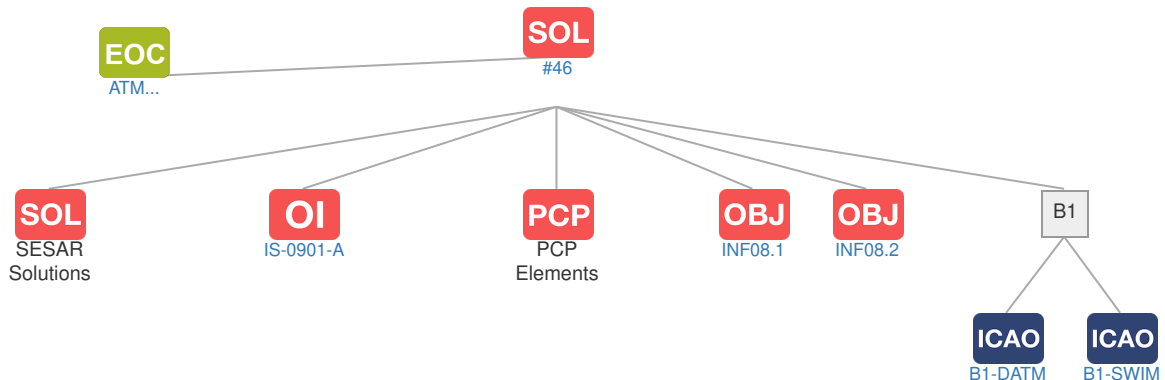 EOC
ATM...
SOL
#46
SOL
SESAR
Solutions
OI
IS-0901-A
PCP
PCP
Elements
OBJ
INF08.1
OBJ
INF08.2
B1
ICAO
B1-DATM
ICAO
B1-SWIM